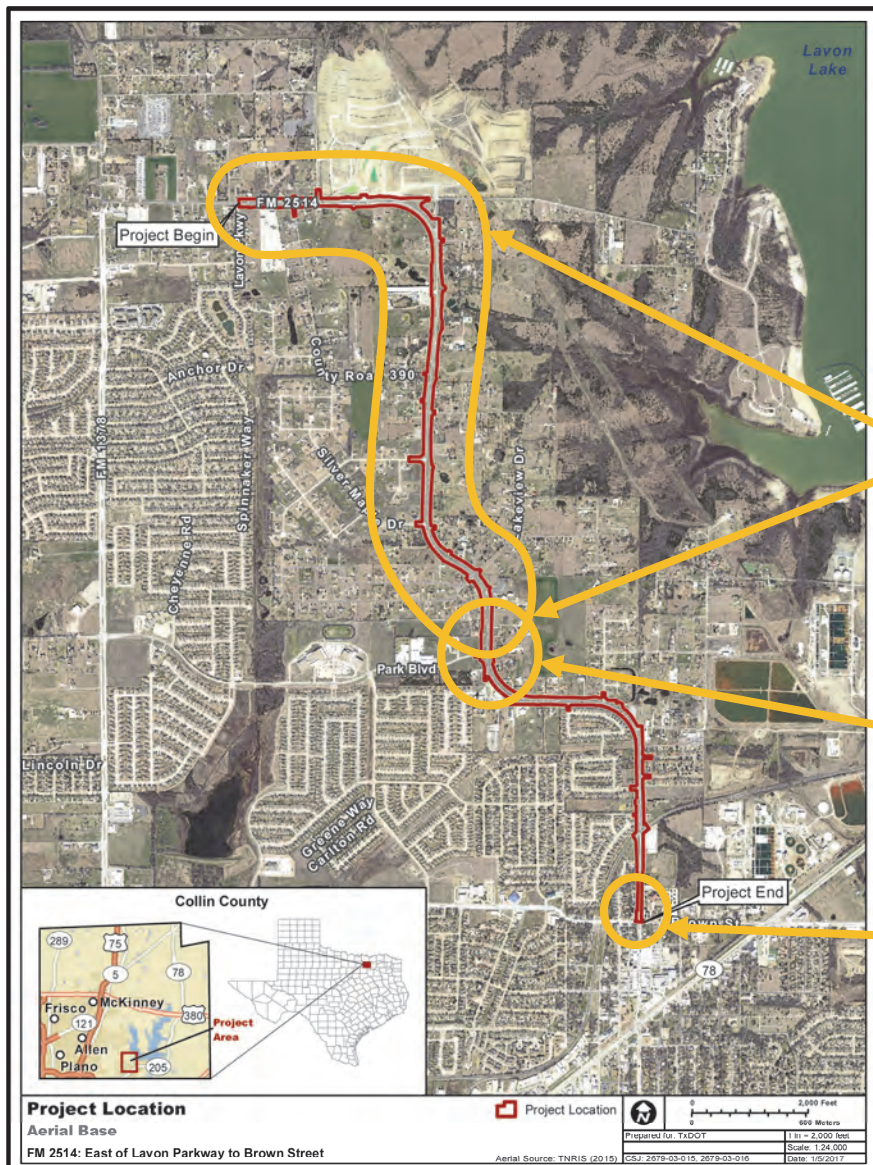 Lavon
Lake
FM 2514
Project Begin
Lavon Pkwy
Anchor Dr
County Road 390
FM 1378
Spinnaker Way
Silver Maple Dr
Lakeview Dr
Cheyenne Rd
Park Blvd
Lincoln Dr
Greene Way
Carlton Rd
Project End
Brown St
78
Collin County
289
75
5
78
McKinney
380
Frisco
121
Project
Area
Allen
Plano
205
Project Location
Aerial Base
FM 2514: East of Lavon Parkway to Brown Street
Project Location
Aerial Source: TNRIS (2015)
N
0 2,000 Feet
0 600 Meters
Prepared for: TxDOT
1 in = 2,000 feet
Scale: 1:24,000
CSJ: 2679-03-015, 2679-03-016
Date: 1/5/2017